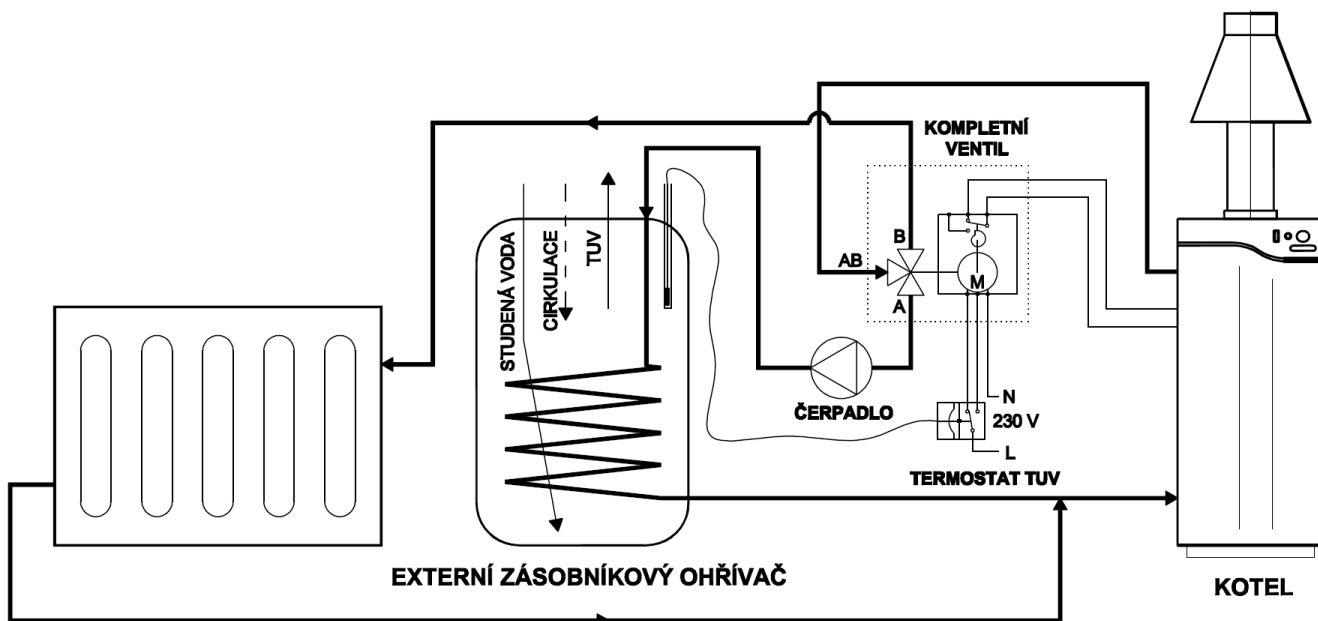 KOMPLETNÍ
VENTIL
STUDENÁ VODA
CIRKULACE
TUV
B
AB
M
A
N
ČERPADLO
230 V
L
TERMOSTAT TUV
EXTERNÍ ZÁSOBNÍKOVÝ OHŘÍVAČ
KOTEL